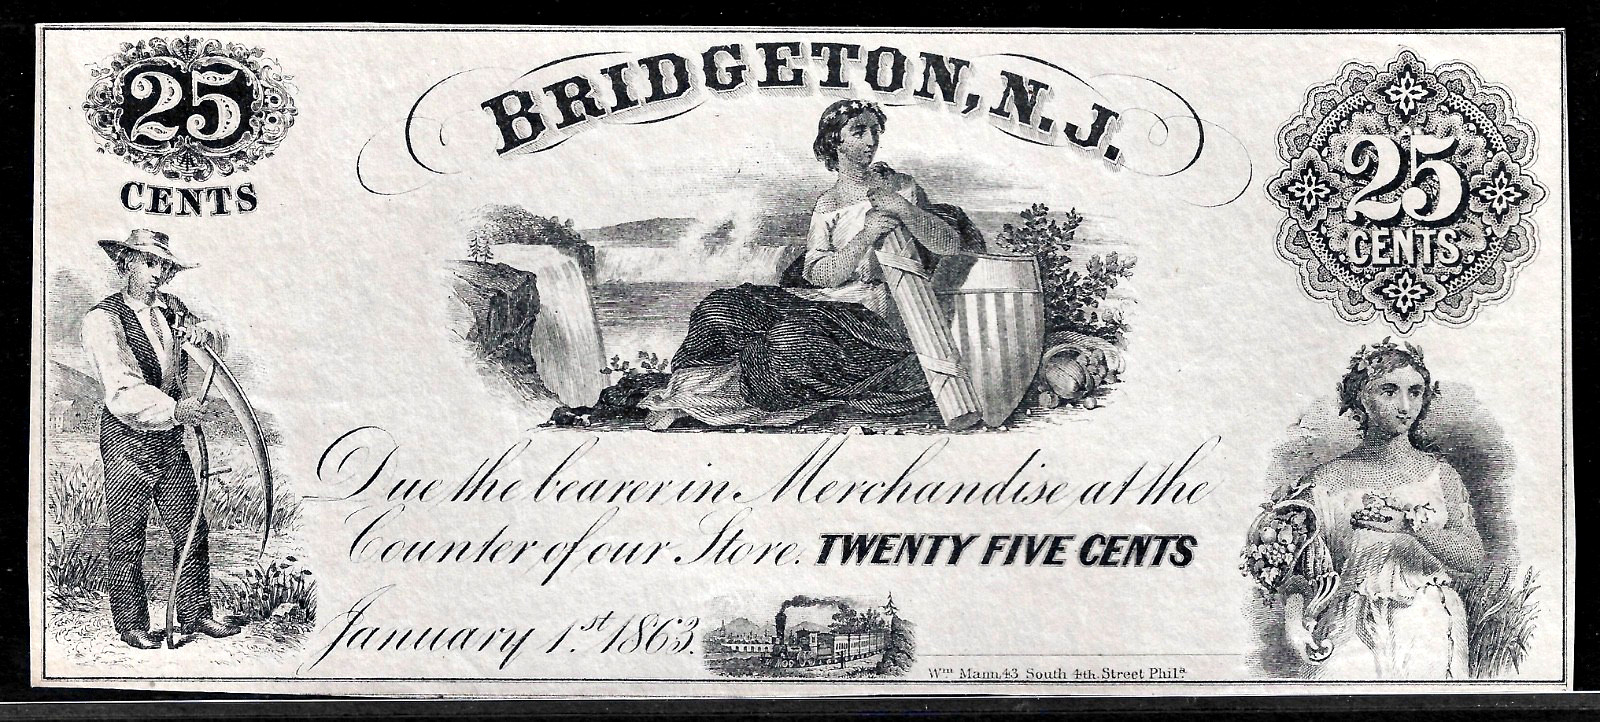 BRIDGETON, N. J.
25
CENTS
25
CENTS
Due the bearer in Merchandise at the
Counter of our Store. TWENTY FIVE CENTS
January 1st 1863.
Wm Mann, 43 South 4th Street Phila.